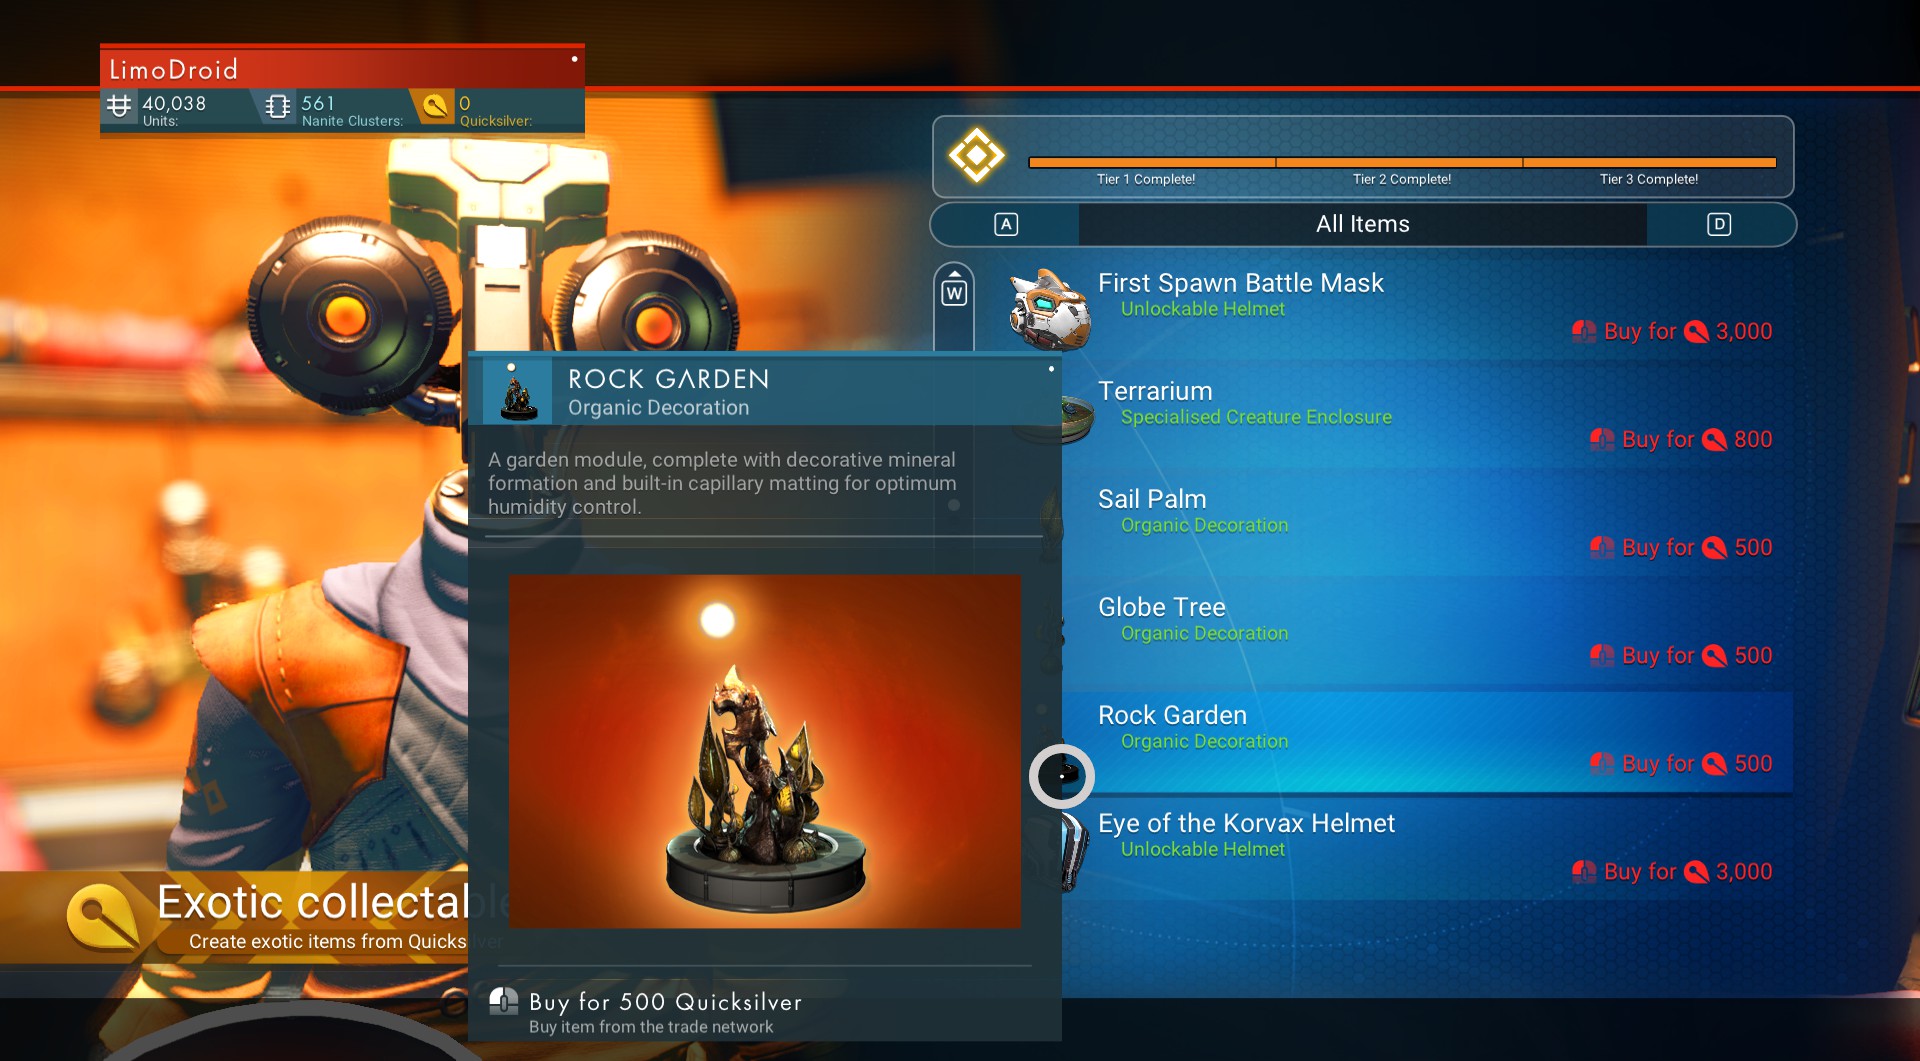 LimoDroid
40,038
Units:
561
Nanite Clusters:
0
Quicksilver:
Tier 1 Complete!
Tier 2 Complete!
Tier 3 Complete!
A
All Items
D
W
First Spawn Battle Mask
Unlockable Helmet
Buy for 3,000
Terrarium
Specialised Creature Enclosure
Buy for 800
Sail Palm
Organic Decoration
Buy for 500
Globe Tree
Organic Decoration
Buy for 500
Rock Garden
Organic Decoration
Buy for 500
Eye of the Korvax Helmet
Unlockable Helmet
Buy for 3,000
ROCK GARDEN
Organic Decoration
A garden module, complete with decorative mineral
formation and built-in capillary matting for optimum
humidity control.
Buy for 500 Quicksilver
Buy item from the trade network
Exotic collectable
Create exotic items from Quicksilver